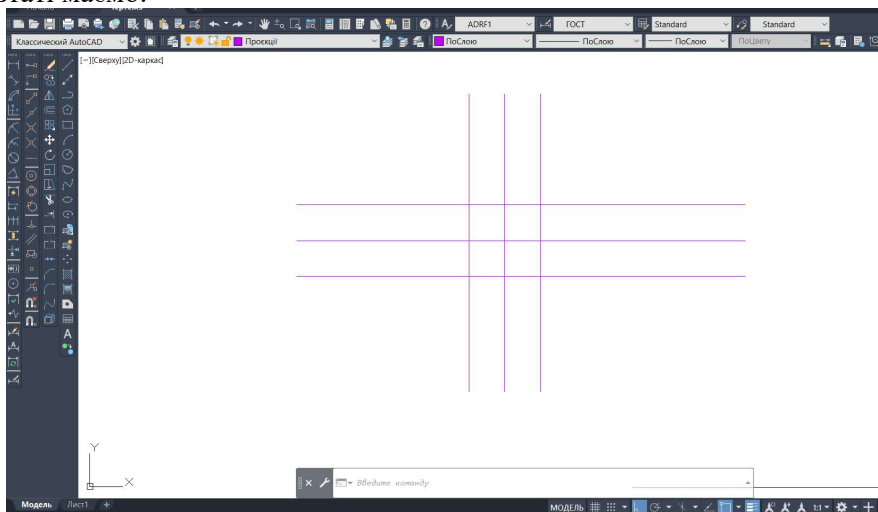 маємо:
ADRF1 ГОСТ Standard Standard
Классический AutoCAD Проєкції ПоСлою ПоСлою ПоСлою ПоЦвету
[−][Сверху][2D-каркас]
Y
X
Введите команду
Модель Лист1 + МОДЕЛЬ 1:1